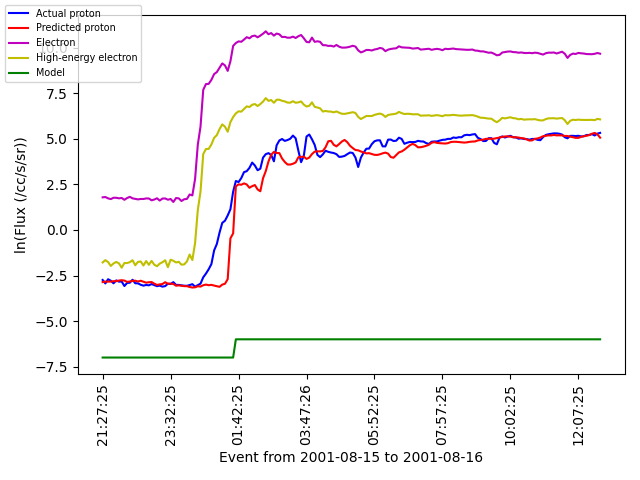 Actual proton
Predicted proton
Electron
High-energy electron
Model
10.0
7.5
5.0
2.5
0.0
−2.5
−5.0
−7.5
ln(Flux (/cc/s/sr))
21:27:25
23:32:25
01:42:25
03:47:26
05:52:25
07:57:25
10:02:25
12:07:25
Event from 2001-08-15 to 2001-08-16